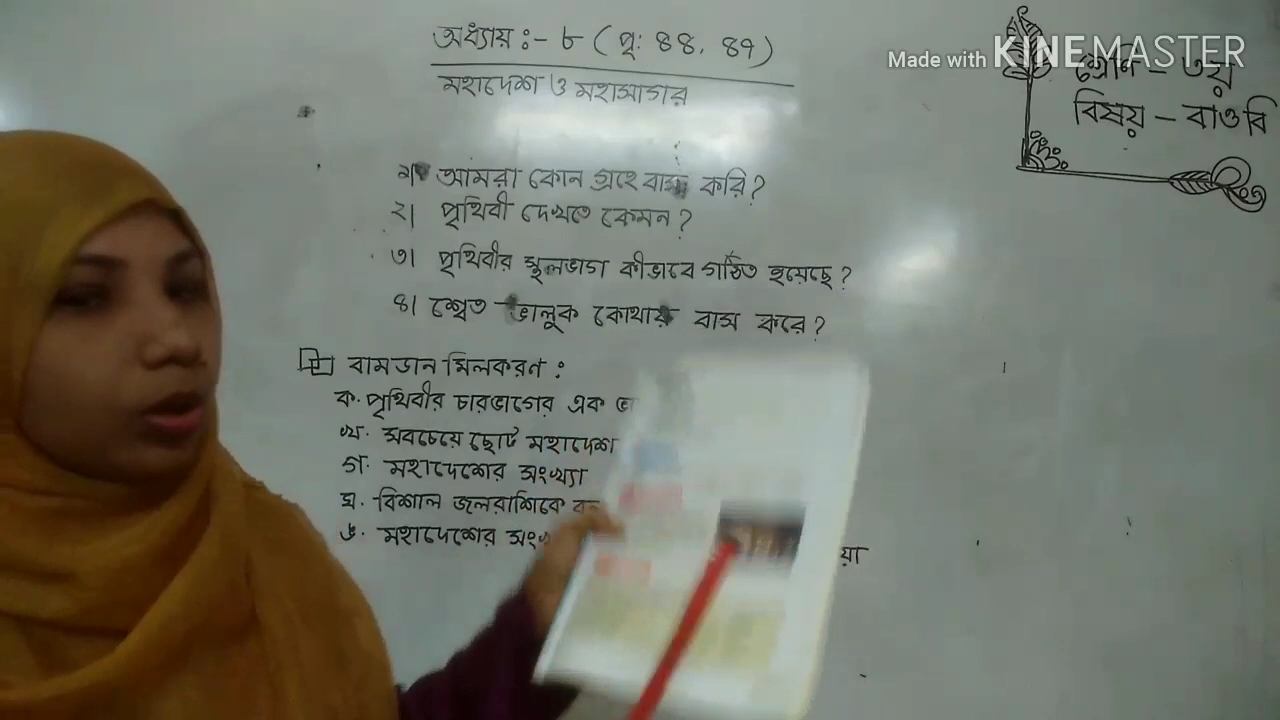 অধ্যায় :- ৮ ( পৃ: ৪৪, ৪৭)
মহাদেশ ও মহাসাগর
Made with KINEMASTER
শ্রেণি - ৩য়
বিষয় - বাওবি
১। আমরা কোন গ্রহে বাস করি?
২। পৃথিবী দেখতে কেমন?
৩। পৃথিবীর স্থলভাগ কীভাবে গঠিত হয়েছে?
৪। শ্বেত ভালুক কোথায় বাস করে?
বামডান মিলকরন :
ক. পৃথিবীর চারভাগের এক
খ. সবচেয়ে ছোট মহাদেশ
গ. মহাদেশের সংখ্যা
ঘ. বিশাল জলরাশিকে
ঙ. মহাদেশের